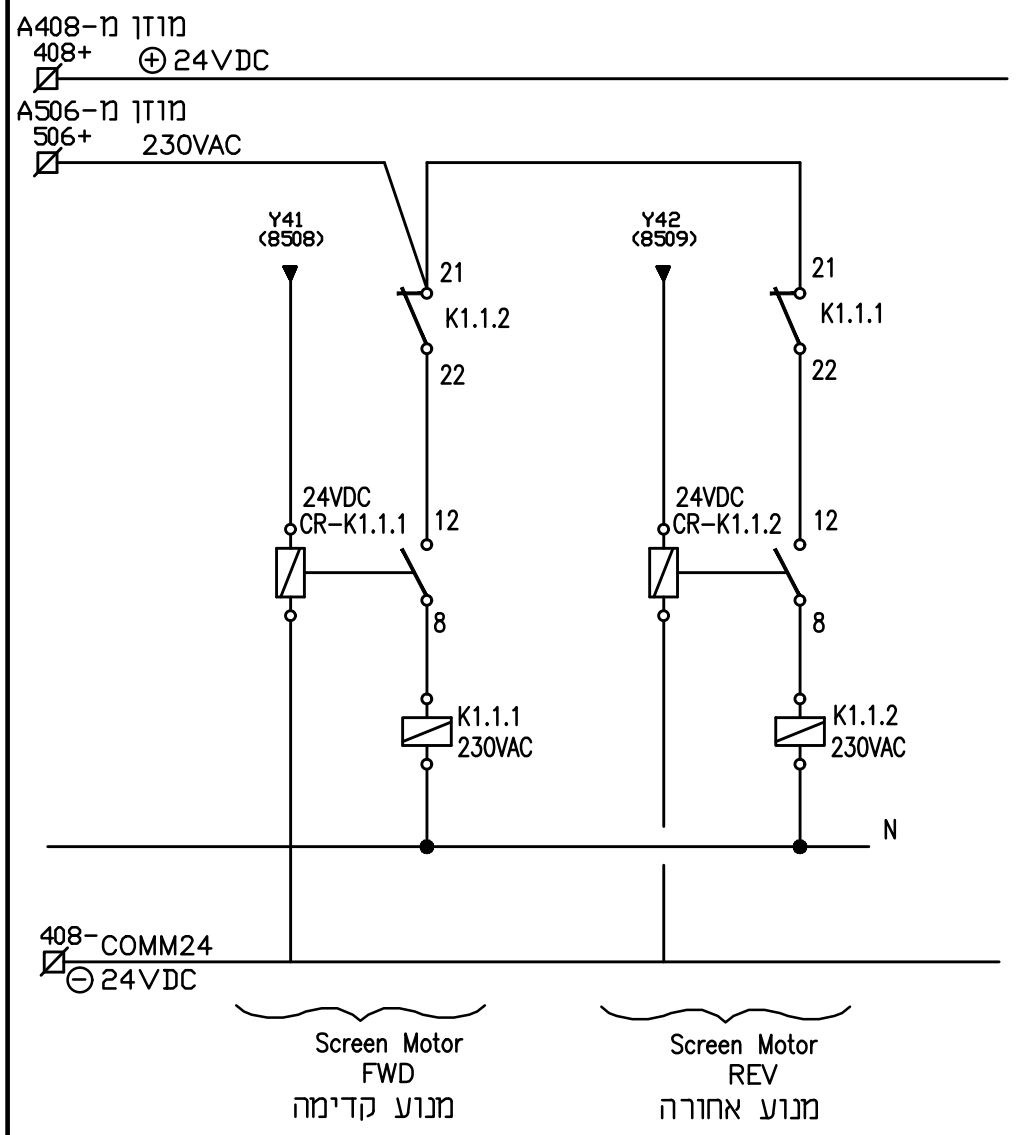 מוזן מ-A408
408+
+ 24VDC
מוזן מ-A506
506+
230VAC
Y41
(8508)
21
K1.1.2
22
Y42
(8509)
21
K1.1.1
22
24VDC
CR-K1.1.1
12
8
24VDC
CR-K1.1.2
12
8
K1.1.1
230VAC
K1.1.2
230VAC
N
408-
COMM24
- 24VDC
Screen Motor
FWD
מנוע קדימה
Screen Motor
REV
מנוע אחורה